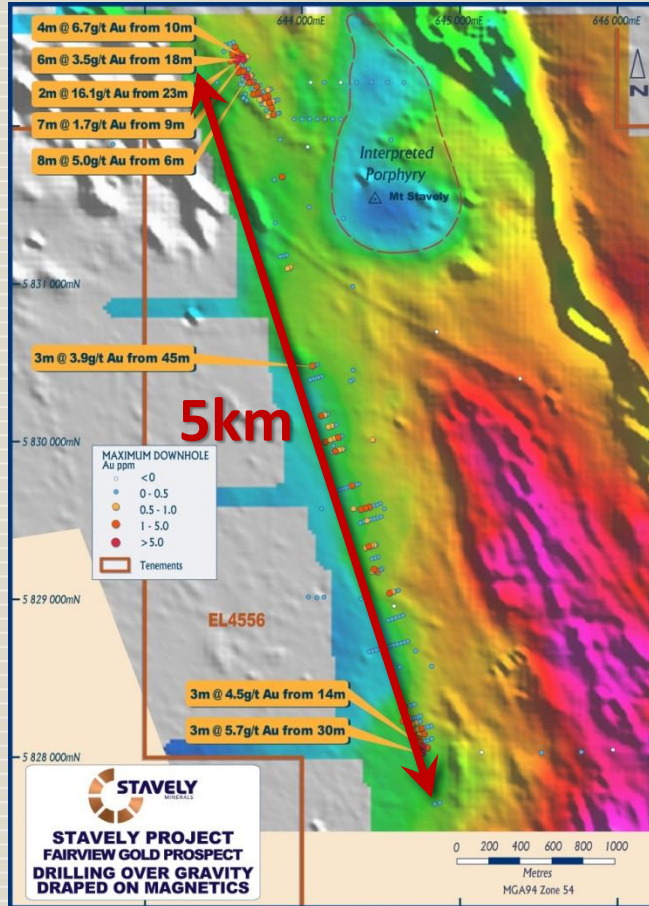 644 000mE
645 000mE
646 000mE
4m @ 6.7g/t Au from 10m
6m @ 3.5g/t Au from 18m
2m @ 16.1g/t Au from 23m
7m @ 1.7g/t Au from 9m
8m @ 5.0g/t Au from 6m
N
Interpreted
Porphyry
Mt Stavely
5 831 000mN
3m @ 3.9g/t Au from 45m
5km
5 830 000mN
MAXIMUM DOWNHOLE
Au ppm
<0
0 - 0.5
0.5 - 1.0
1 - 5.0
>5.0
Tenements
5 829 000mN
EL4556
3m @ 4.5g/t Au from 14m
3m @ 5.7g/t Au from 30m
5 828 000mN
STAVELY
MINERALS
STAVELY PROJECT
FAIRVIEW GOLD PROSPECT
DRILLING OVER GRAVITY
DRAPED ON MAGNETICS
0 200 400 600 800 1000
Metres
MGA94 Zone 54